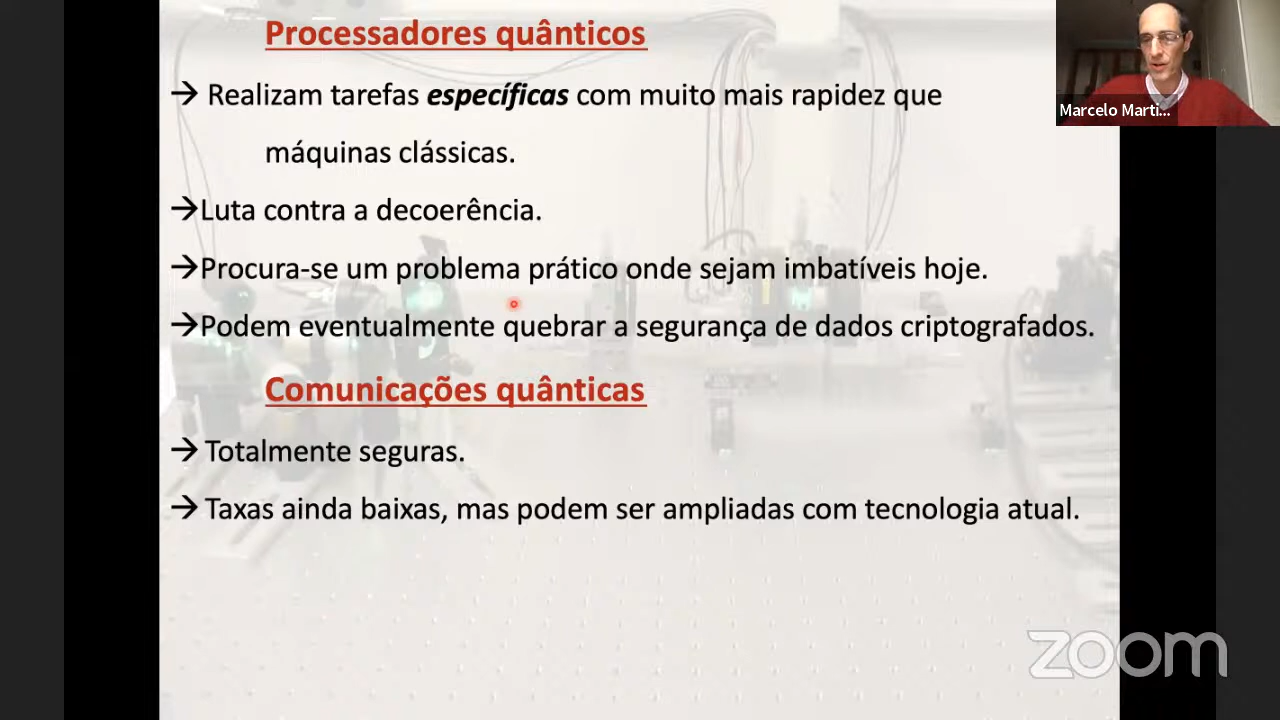 Processadores quânticos
→ Realizam tarefas específicas com muito mais rapidez que
máquinas clássicas.
→Luta contra a decoerência.
→Procura-se um problema prático onde sejam imbatíveis hoje.
→Podem eventualmente quebrar a segurança de dados criptografados.
Comunicações quânticas
→ Totalmente seguras.
→ Taxas ainda baixas, mas podem ser ampliadas com tecnologia atual.
Marcelo Marti...
zoom